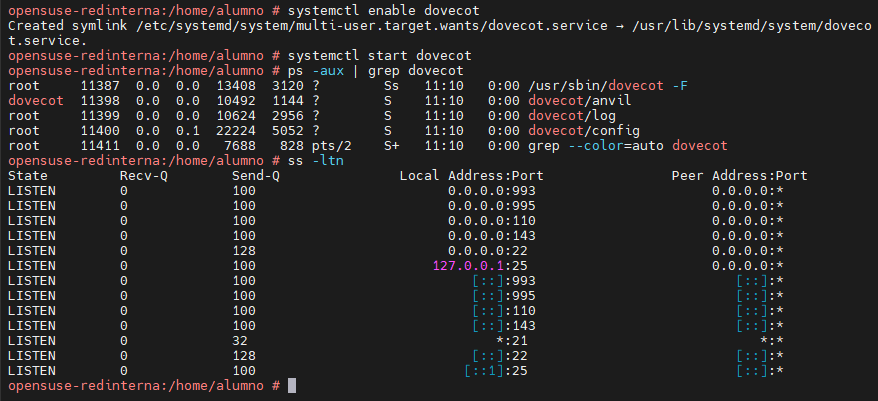 opensuse-redinterna:/home/alumno # systemctl enable dovecot
Created symlink /etc/systemd/system/multi-user.target.wants/dovecot.service → /usr/lib/systemd/system/doveco
t.service.
opensuse-redinterna:/home/alumno # systemctl start dovecot
opensuse-redinterna:/home/alumno # ps -aux | grep dovecot
root     11387  0.0  0.0  13408  3120 ?        Ss   11:10   0:00 /usr/sbin/dovecot -F
dovecot  11398  0.0  0.0  10492  1144 ?        S    11:10   0:00 dovecot/anvil
root     11399  0.0  0.0  10624  2956 ?        S    11:10   0:00 dovecot/log
root     11400  0.0  0.1  22224  5052 ?        S    11:10   0:00 dovecot/config
root     11411  0.0  0.0   7688   828 pts/2    S+   11:10   0:00 grep --color=auto dovecot
opensuse-redinterna:/home/alumno # ss -ltn
State         Recv-Q        Send-Q               Local Address:Port                Peer Address:Port
LISTEN        0             100                        0.0.0.0:993                      0.0.0.0:*
LISTEN        0             100                        0.0.0.0:995                      0.0.0.0:*
LISTEN        0             100                        0.0.0.0:110                      0.0.0.0:*
LISTEN        0             100                        0.0.0.0:143                      0.0.0.0:*
LISTEN        0             128                        0.0.0.0:22                       0.0.0.0:*
LISTEN        0             100                      127.0.0.1:25                       0.0.0.0:*
LISTEN        0             100                           [::]:993                         [::]:*
LISTEN        0             100                           [::]:995                         [::]:*
LISTEN        0             100                           [::]:110                         [::]:*
LISTEN        0             100                           [::]:143                         [::]:*
LISTEN        0             32                               *:21                             *:*
LISTEN        0             128                           [::]:22                          [::]:*
LISTEN        0             100                          [::1]:25                          [::]:*
opensuse-redinterna:/home/alumno #